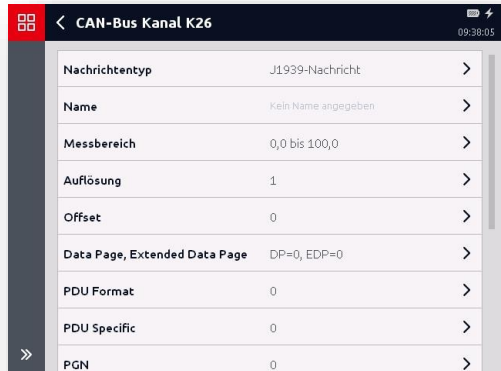 CAN-Bus Kanal K26
09:38:05
Nachrichtentyp J1939-Nachricht
Name Kein Name angegeben
Messbereich 0,0 bis 100,0
Auflösung 1
Offset 0
Data Page, Extended Data Page DP=0, EDP=0
PDU Format 0
PDU Specific 0
PGN 0